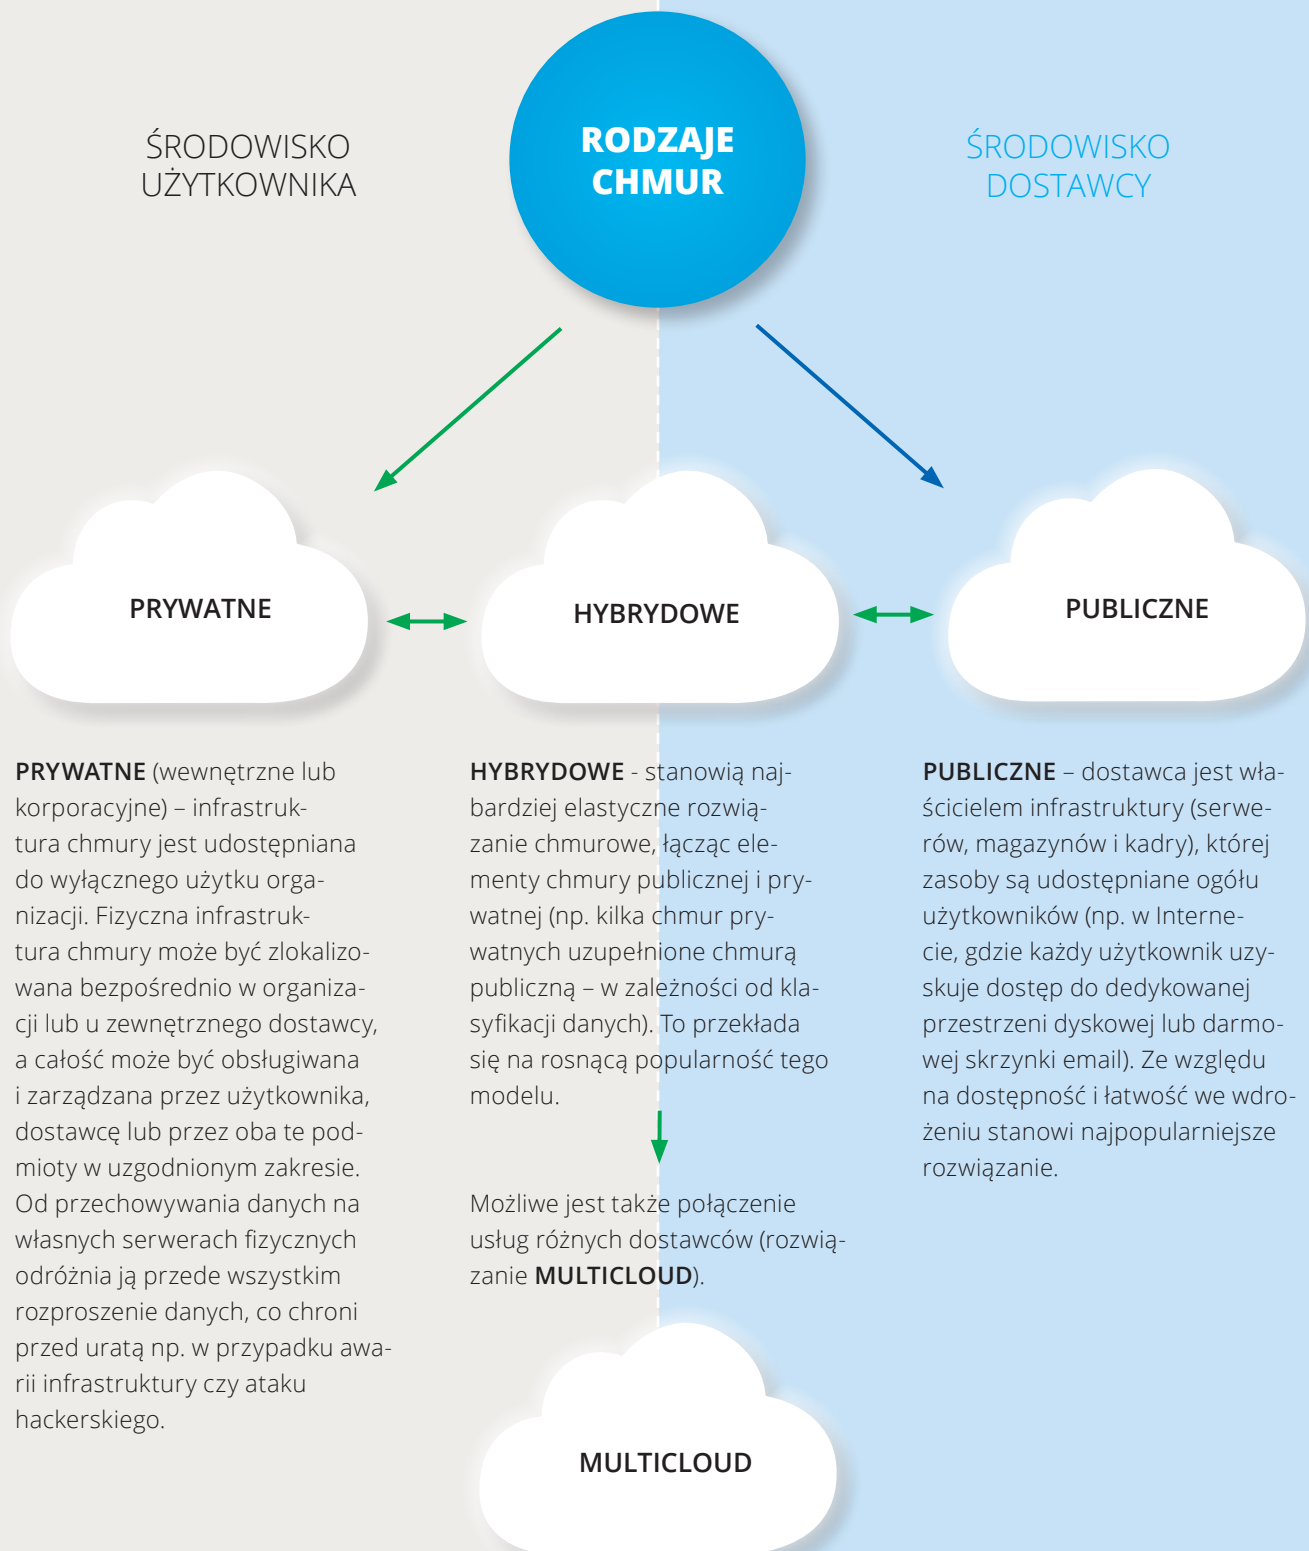 ŚRODOWISKO
UŻYTKOWNIKA
RODZAJE
CHMUR
ŚRODOWISKO
DOSTAWCY
PRYWATNE
HYBRYDOWE
PUBLICZNE
PRYWATNE (wewnętrzne lub
korporacyjne) – infrastruk-
tura chmury jest udostępniana
do wyłącznego użytku orga-
nizacji. Fizyczna infrastruk-
tura chmury może być zlokalizo-
wana bezpośrednio w organiza-
cji lub u zewnętrznego dostawcy,
a całość może być obsługiwana
i zarządzana przez użytkownika,
dostawcę lub przez oba te pod-
mioty w uzgodnionym zakresie.
Od przechowywania danych na
własnych serwerach fizycznych
odróżnia ją przede wszystkim
rozproszenie danych, co chroni
przed uratą np. w przypadku awa-
rii infrastruktury czy ataku
hackerskiego.
HYBRYDOWE - stanowią naj-
bardziej elastyczne rozwią-
zanie chmurowe, łącząc ele-
menty chmury publicznej i pry-
watnej (np. kilka chmur pry-
watnych uzupełnione chmurą
publiczną – w zależności od kla-
syfikacji danych). To przekłada
się na rosnącą popularność tego
modelu.
Możliwe jest także połączenie
usług różnych dostawców (rozwią-
zanie MULTICLOUD).
MULTICLOUD
PUBLICZNE – dostawca jest wła-
ścicielem infrastruktury (serwe-
rów, magazynów i kadry), której
zasoby są udostępniane ogółu
użytkowników (np. w Interne-
cie, gdzie każdy użytkownik uzy-
skuje dostęp do dedykowanej
przestrzeni dyskowej lub darmo-
wej skrzynki email). Ze względu
na dostępność i łatwość we wdro-
żeniu stanowi najpopularniejsze
rozwiązanie.